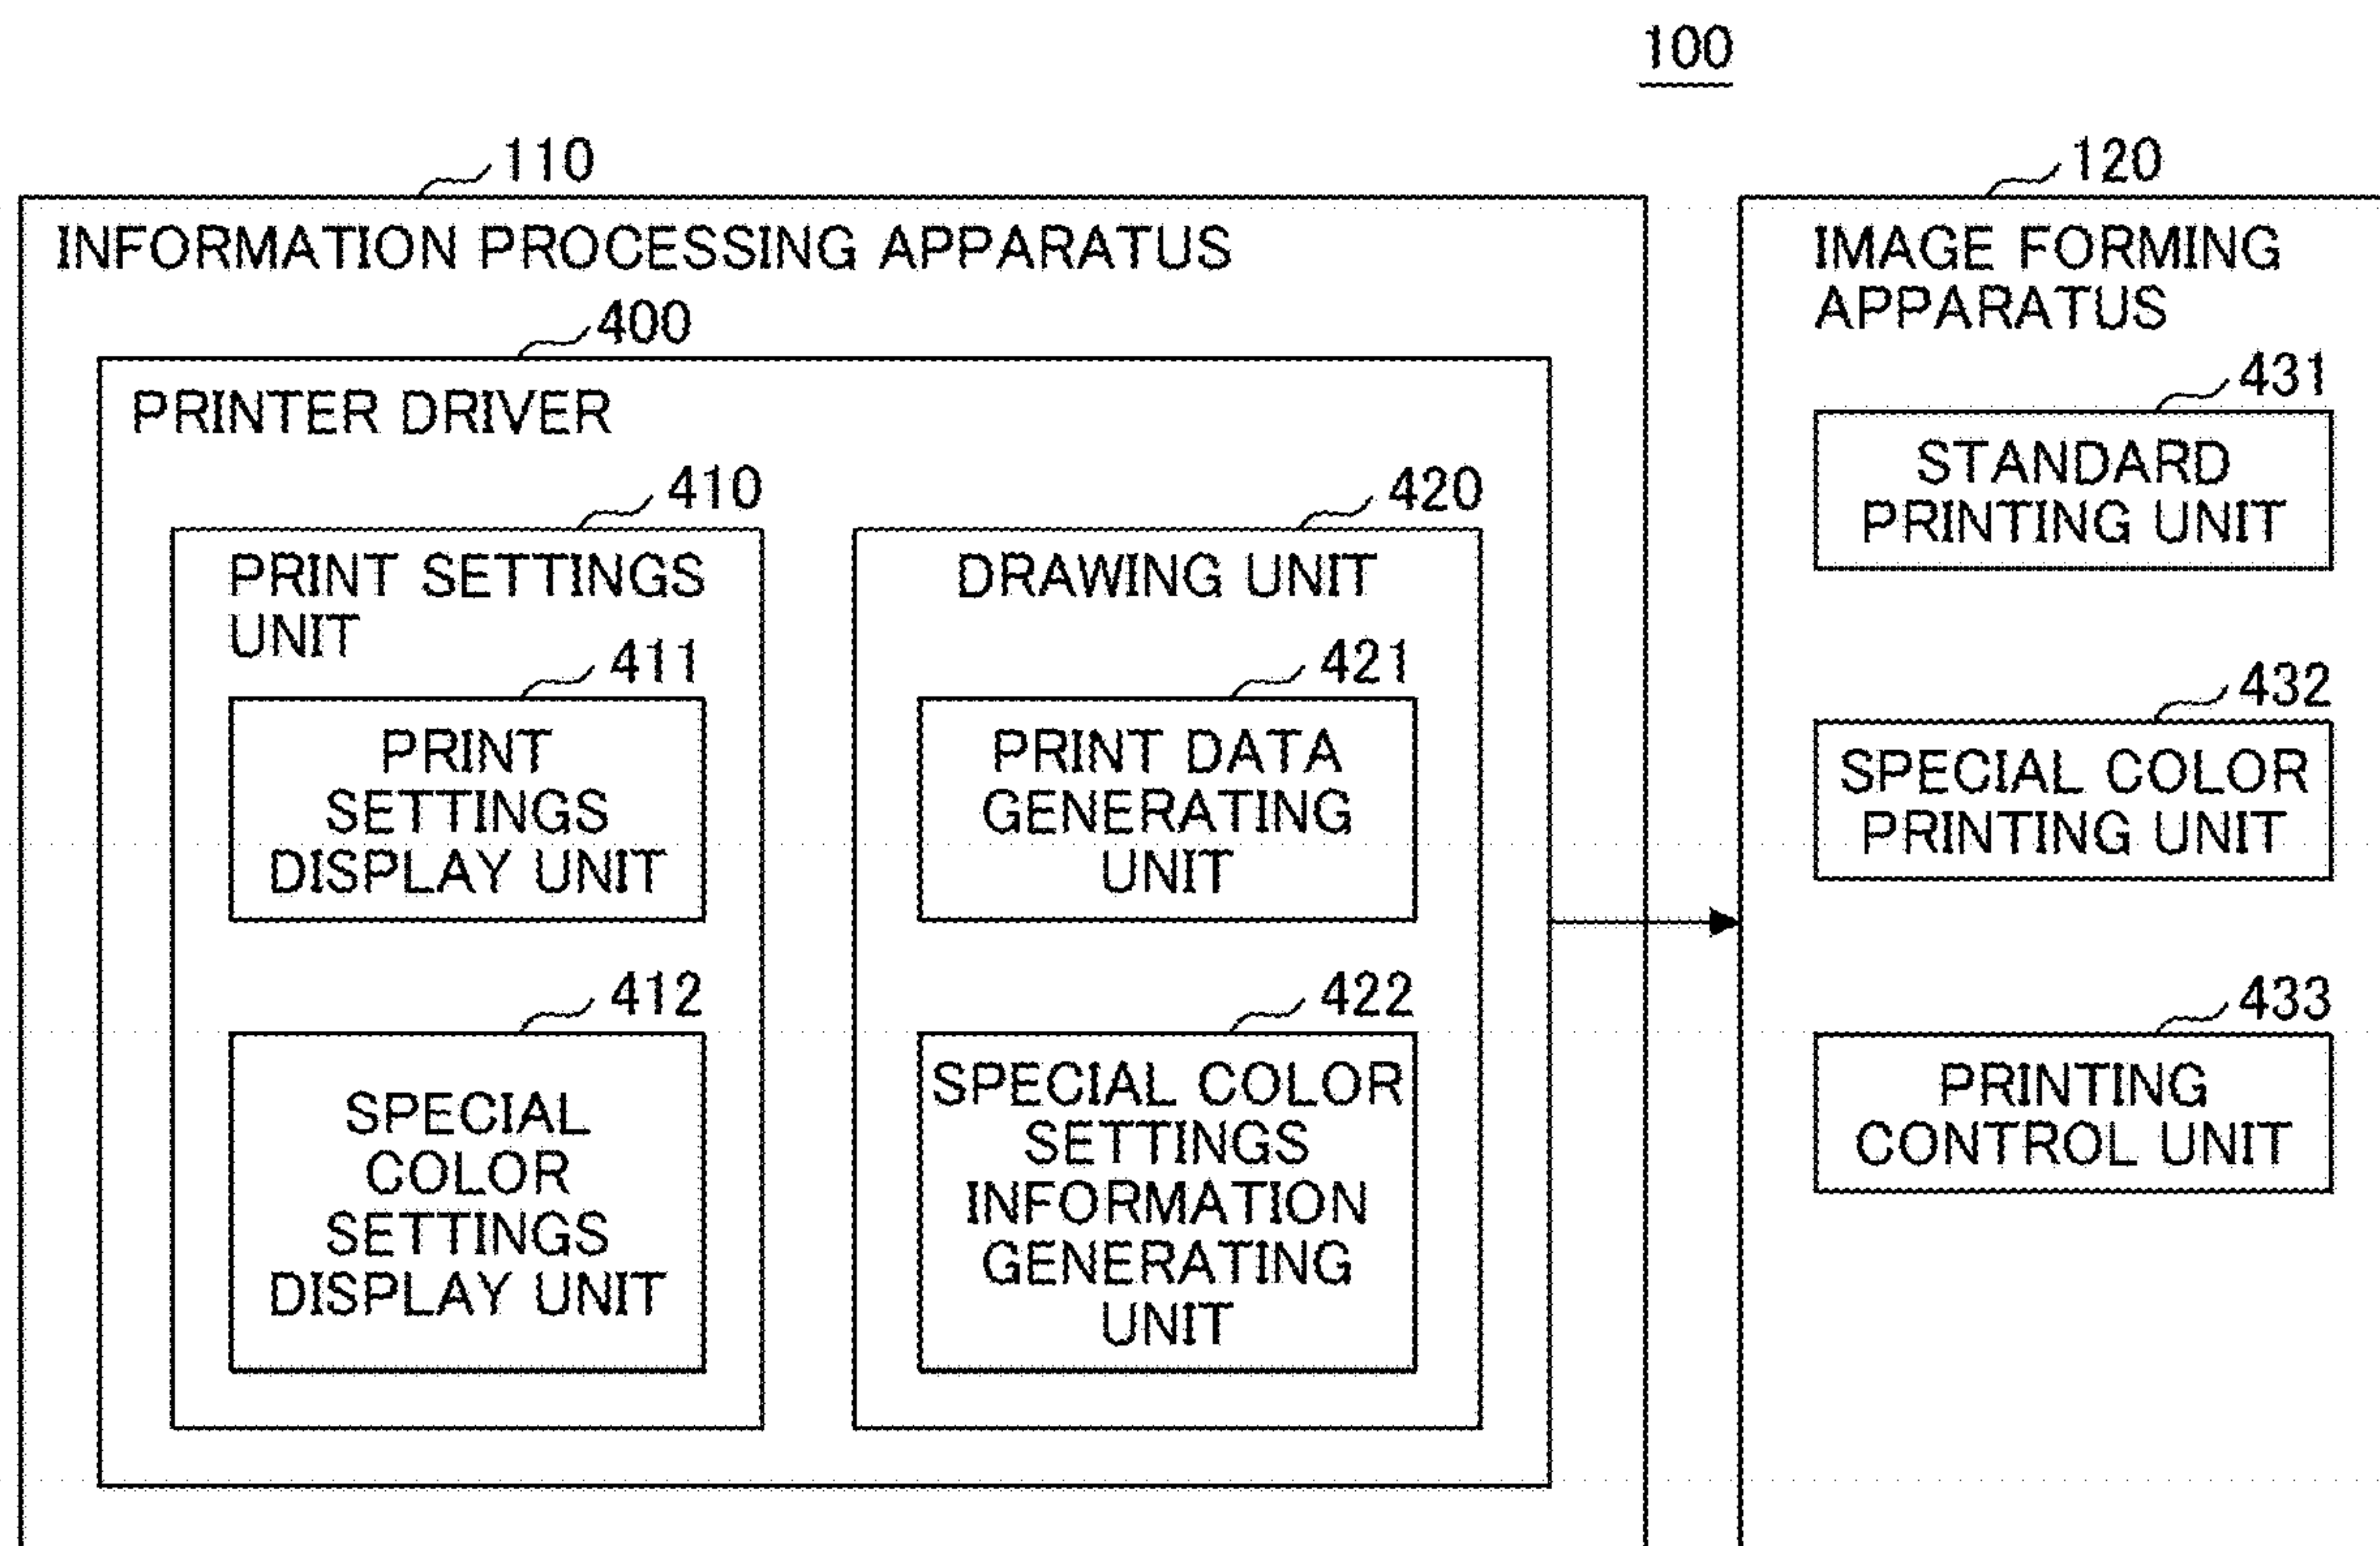 100
110
INFORMATION PROCESSING APPARATUS
400
PRINTER DRIVER
410
PRINT SETTINGS
UNIT
411
PRINT
SETTINGS
DISPLAY UNIT
412
SPECIAL
COLOR
SETTINGS
DISPLAY UNIT
420
DRAWING UNIT
421
PRINT DATA
GENERATING
UNIT
422
SPECIAL COLOR
SETTINGS
INFORMATION
GENERATING
UNIT
120
IMAGE FORMING
APPARATUS
431
STANDARD
PRINTING UNIT
432
SPECIAL COLOR
PRINTING UNIT
433
PRINTING
CONTROL UNIT